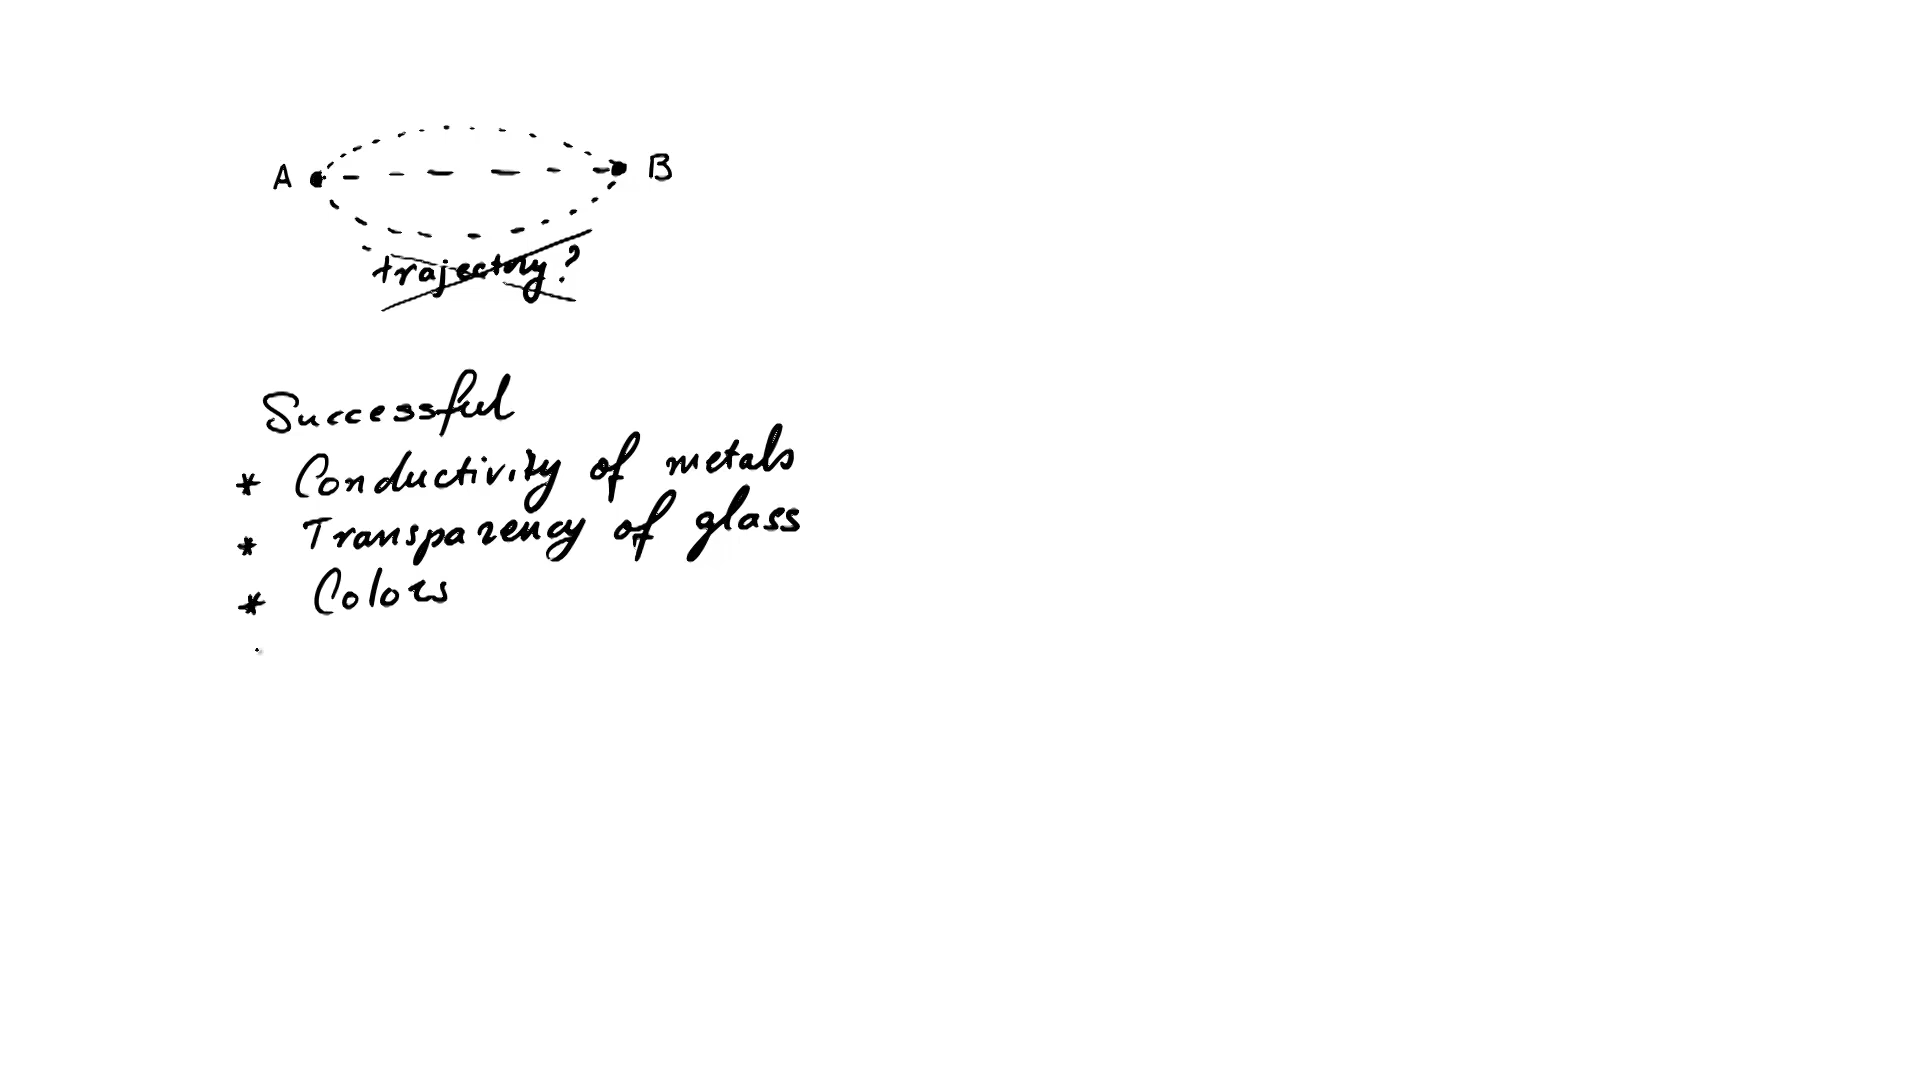 A B
trajectory?
Successful
* Conductivity of metals
* Transparency of glass
* Colors